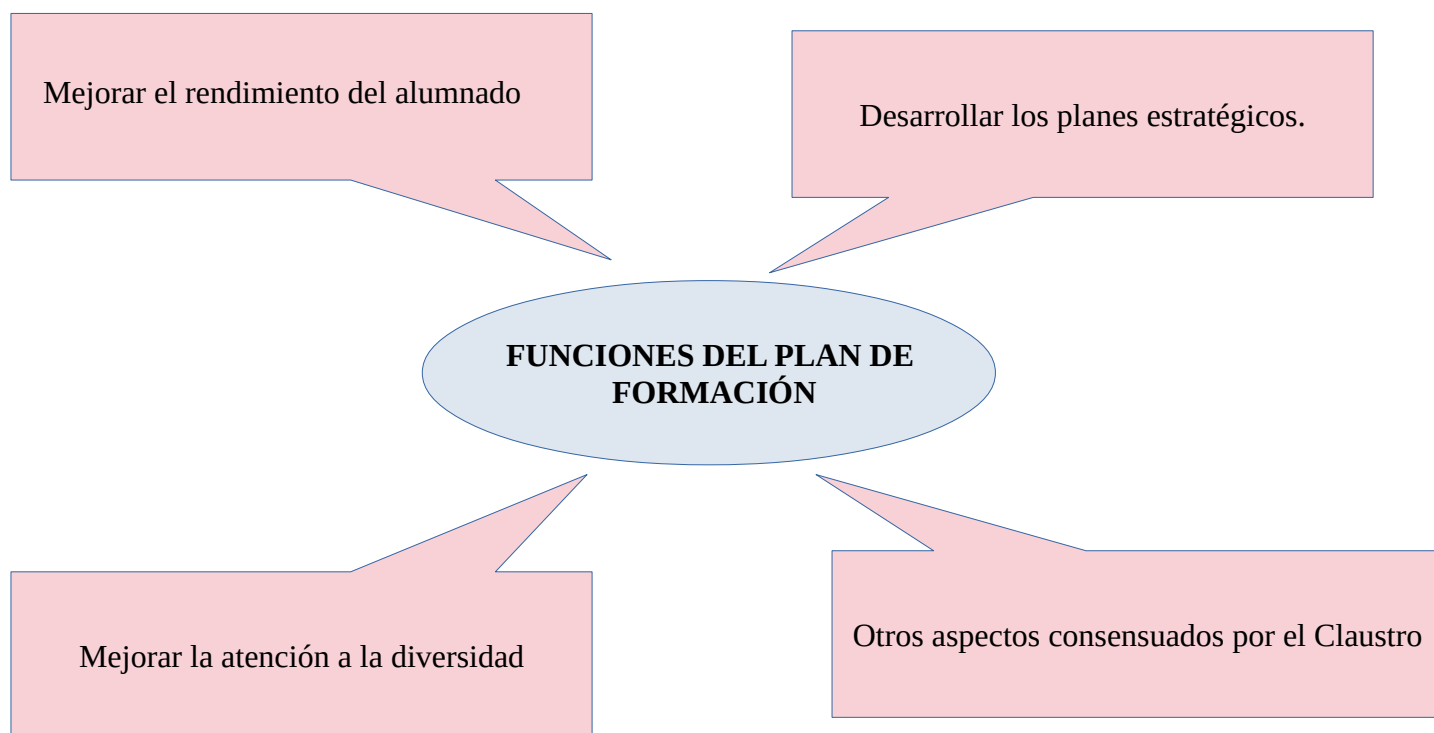 Mejorar el rendimiento del alumnado
Desarrollar los planes estratégicos.
FUNCIONES DEL PLAN DE
FORMACIÓN
Mejorar la atención a la diversidad
Otros aspectos consensuados por el Claustro